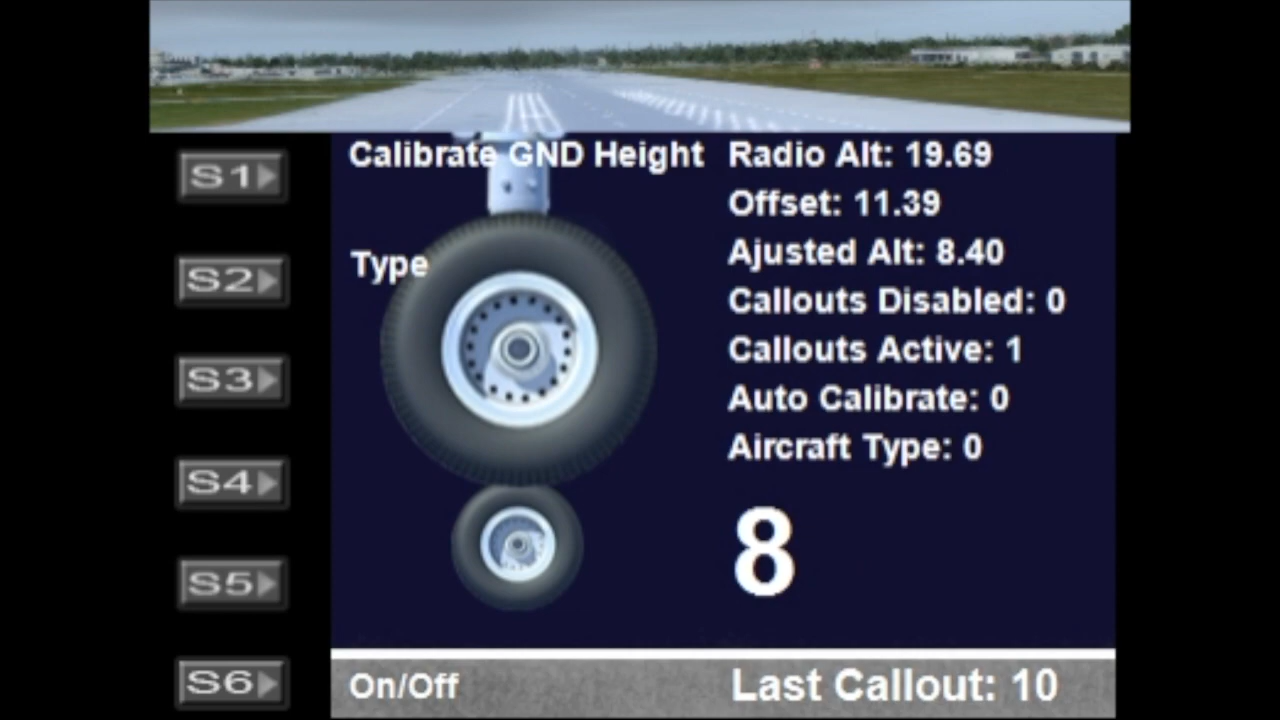 S1 Calibrate GND Height Radio Alt: 19.69
Offset: 11.39
S2 Type Ajusted Alt: 8.40
Callouts Disabled: 0
S3 Callouts Active: 1
Auto Calibrate: 0
Aircraft Type: 0
S4
8
S5
S6 On/Off Last Callout: 10